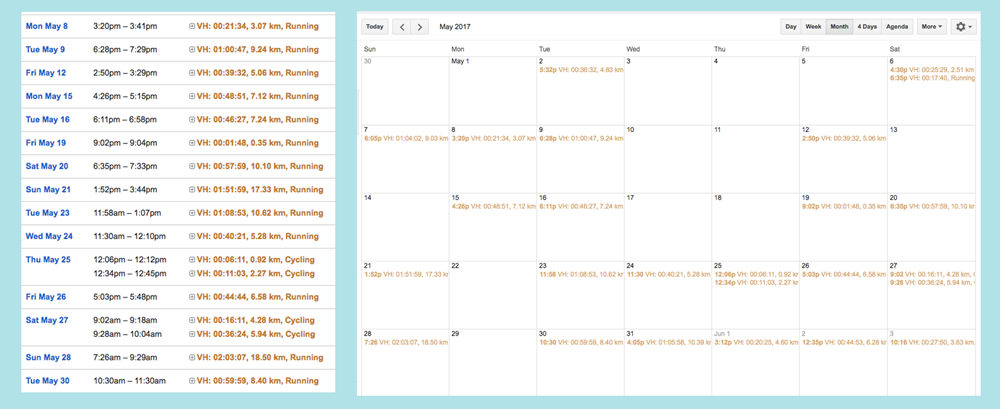 Mon May 8 3:20pm – 3:41pm VH: 00:21:34, 3.07 km, Running
Tue May 9 6:28pm – 7:29pm VH: 01:00:47, 9.24 km, Running
Fri May 12 2:50pm – 3:29pm VH: 00:39:32, 5.06 km, Running
Mon May 15 4:26pm – 5:15pm VH: 00:48:51, 7.12 km, Running
Tue May 16 6:11pm – 6:58pm VH: 00:46:27, 7.24 km, Running
Fri May 19 9:02pm – 9:04pm VH: 00:01:48, 0.35 km, Running
Sat May 20 6:35pm – 7:33pm VH: 00:57:59, 10.10 km, Running
Sun May 21 1:52pm – 3:44pm VH: 01:51:59, 17.33 km, Running
Tue May 23 11:58am – 1:07pm VH: 01:08:53, 10.62 km, Running
Wed May 24 11:30am – 12:10pm VH: 00:40:21, 5.28 km, Running
Thu May 25 12:06pm – 12:12pm VH: 00:06:11, 0.92 km, Cycling
12:34pm – 12:45pm VH: 00:11:03, 2.27 km, Cycling
Fri May 26 5:03pm – 5:48pm VH: 00:44:44, 6.58 km, Running
Sat May 27 9:02am – 9:18am VH: 00:16:11, 4.28 km, Cycling
9:28am – 10:04am VH: 00:36:24, 5.94 km, Cycling
Sun May 28 7:26am – 9:29am VH: 02:03:07, 18.50 km, Running
Tue May 30 10:30am – 11:30am VH: 00:59:59, 8.40 km, Running
Today May 2017 Day Week Month 4 Days Agenda More
Sun Mon Tue Wed Thu Fri Sat
30 May 1 2 3 4 5 6
5:32p VH: 00:36:32, 4.83 km 4:30p VH: 00:25:29, 2.51 km
6:35p VH: 00:17:40, Running
7 8 9 10 11 12 13
6:05p VH: 01:04:02, 9.03 km 3:20p VH: 00:21:34, 3.07 km 6:28p VH: 01:00:47, 9.24 km 2:50p VH: 00:39:32, 5.06 km
14 15 16 17 18 19 20
4:26p VH: 00:48:51, 7.12 km 6:11p VH: 00:46:27, 7.24 km 9:02p VH: 00:01:48, 0.35 km 6:35p VH: 00:57:59, 10.10 kr
21 22 23 24 25 26 27
1:52p VH: 01:51:59, 17.33 kr 11:58 VH: 01:08:53, 10.62 kr 11:30 VH: 00:40:21, 5.28 km 12:06p VH: 00:06:11, 0.92 kr 5:03p VH: 00:44:44, 6.58 km 9:02 VH: 00:16:11, 4.28 km,
12:34p VH: 00:11:03, 2.27 kr 9:28 VH: 00:36:24, 5.94 km,
28 29 30 31 Jun 1 2 3
7:26 VH: 02:03:07, 18.50 km 10:30 VH: 00:59:59, 8.40 km 4:05p VH: 01:05:58, 10.39 kr 3:12p VH: 00:20:25, 4.60 km 12:35p VH: 00:44:53, 6.28 kr 10:16 VH: 00:27:50, 3.63 km